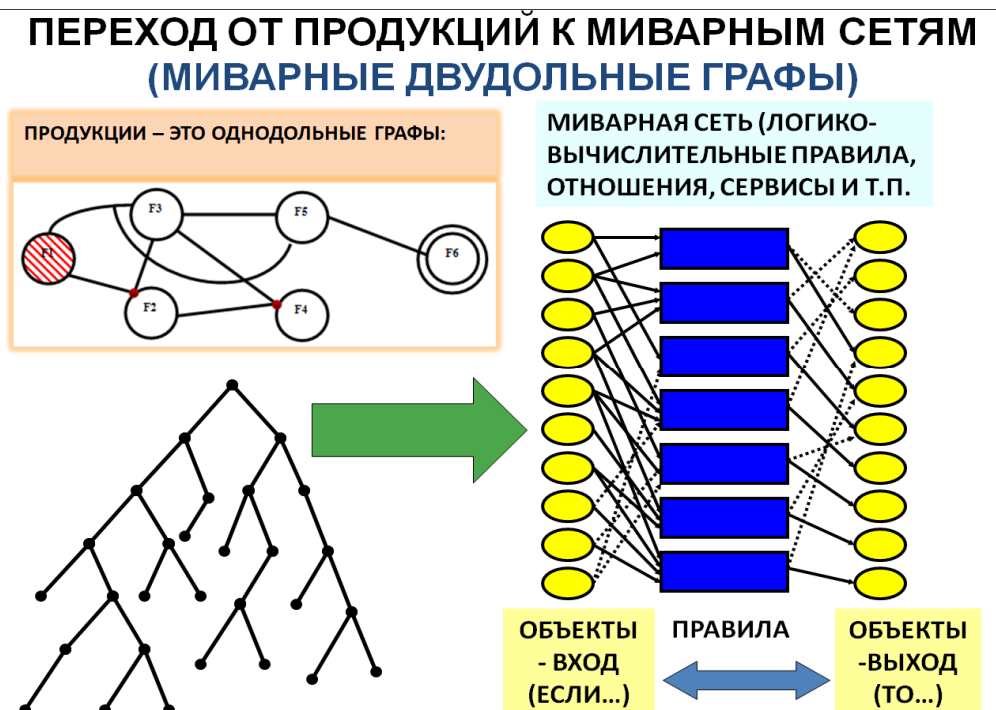 ПЕРЕХОД ОТ ПРОДУКЦИЙ К МИВАРНЫМ СЕТЯМ
(МИВАРНЫЕ ДВУДОЛЬНЫЕ ГРАФЫ)
ПРОДУКЦИИ – ЭТО ОДНОДОЛЬНЫЕ ГРАФЫ:
F3
F5
F1
F6
F2
F4
МИВАРНАЯ СЕТЬ (ЛОГИКО-
ВЫЧИСЛИТЕЛЬНЫЕ ПРАВИЛА,
ОТНОШЕНИЯ, СЕРВИСЫ И Т.П.
ОБЪЕКТЫ
- ВХОД
(ЕСЛИ...)
ПРАВИЛА
ОБЪЕКТЫ
-ВЫХОД
(ТО...)